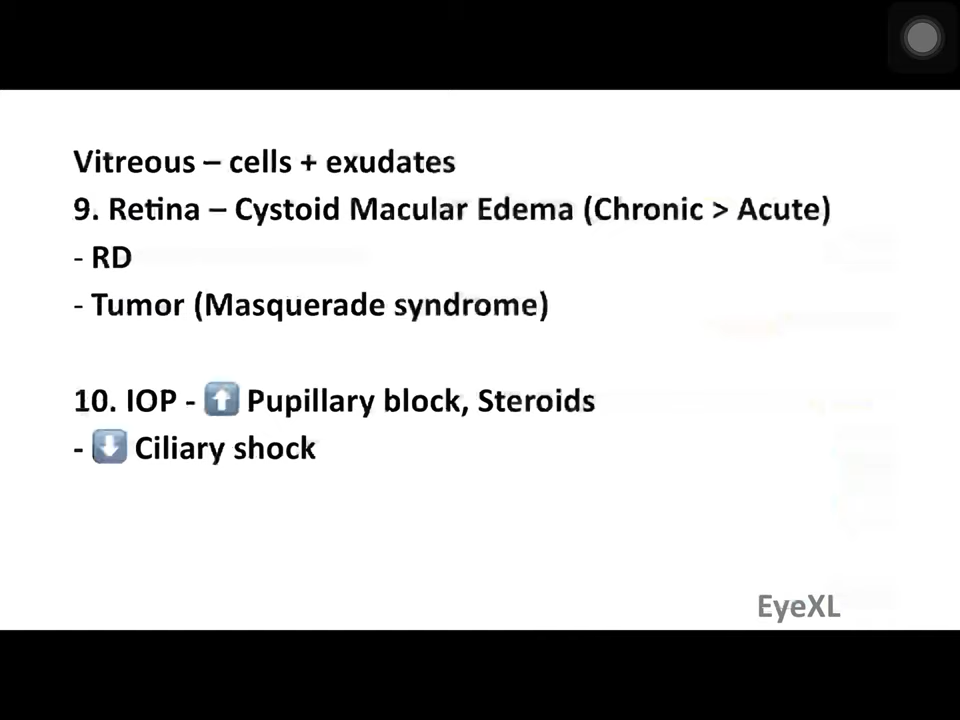 Vitreous – cells + exudates
9. Retina – Cystoid Macular Edema (Chronic > Acute)
- RD
- Tumor (Masquerade syndrome)
10. IOP - ⬆️ Pupillary block, Steroids
- ⬇️ Ciliary shock
EyeXL